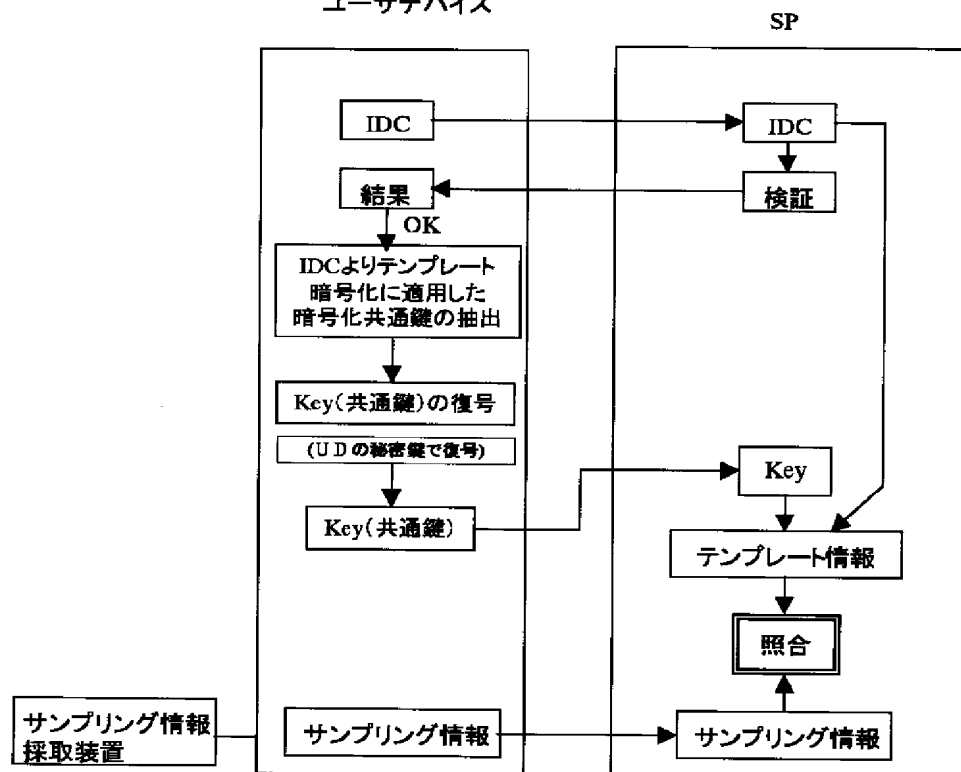 ユーザデバイス
SP
IDC
IDC
結果
検証
OK
IDCよりテンプレート
暗号化に適用した
暗号化共通鍵の抽出
Key(共通鍵)の復号
(UDの秘密鍵で復号)
Key
Key(共通鍵)
テンプレート情報
照合
サンプリング情報
採取装置
サンプリング情報
サンプリング情報